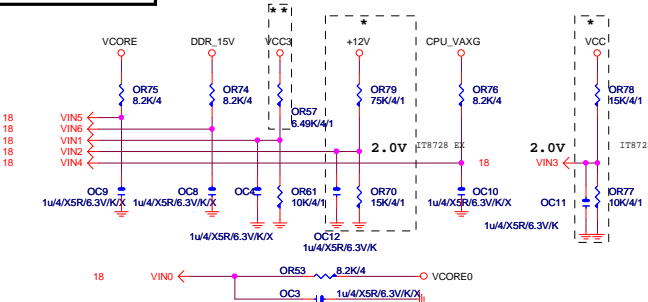 * *
*
*
VCORE DDR_15V VCC3 +12V CPU_VAXG VCC
OR75 8.2K/4
OR74 8.2K/4
OR57 6.49K/4/1
OR79 75K/4/1
OR76 8.2K/4
OR78 15K/4/1
18 VIN5
18 VIN6
18 VIN1
18 VIN2
18 VIN4
2.0V IT8728 EX
18
2.0V IT872
VIN3
OC9 1u/4/X5R/6.3V/K/X
OC8 1u/4/X5R/6.3V/K/X
OC4 1u/4/X5R/6.3V/K/X
OR61 10K/4/1
OC12 1u/4/X5R/6.3V/K
OR70 15K/4/1
OC10 1u/4/X5R/6.3V/K/X
OC11 1u/4/X5R/6.3V/K
OR77 10K/4/1
18 VIN0
OR53 8.2K/4
VCORE0
OC3 1u/4/X5R/6.3V/K/X